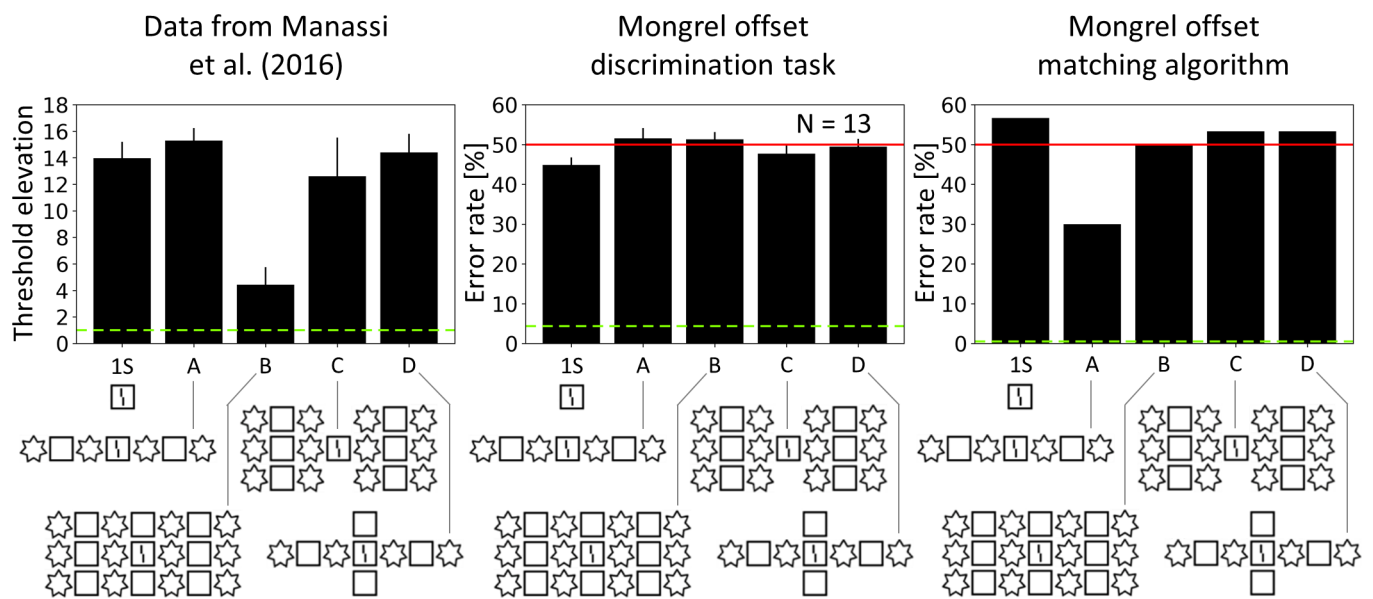 Data from Manassi
et al. (2016)
Threshold elevation
18
16
14
12
10
8
6
4
2
0
1S A B C D
Mongrel offset
discrimination task
Error rate [%]
60
50
40
30
20
10
0
N = 13
1S A B C D
Mongrel offset
matching algorithm
Error rate [%]
60
50
40
30
20
10
0
1S A B C D